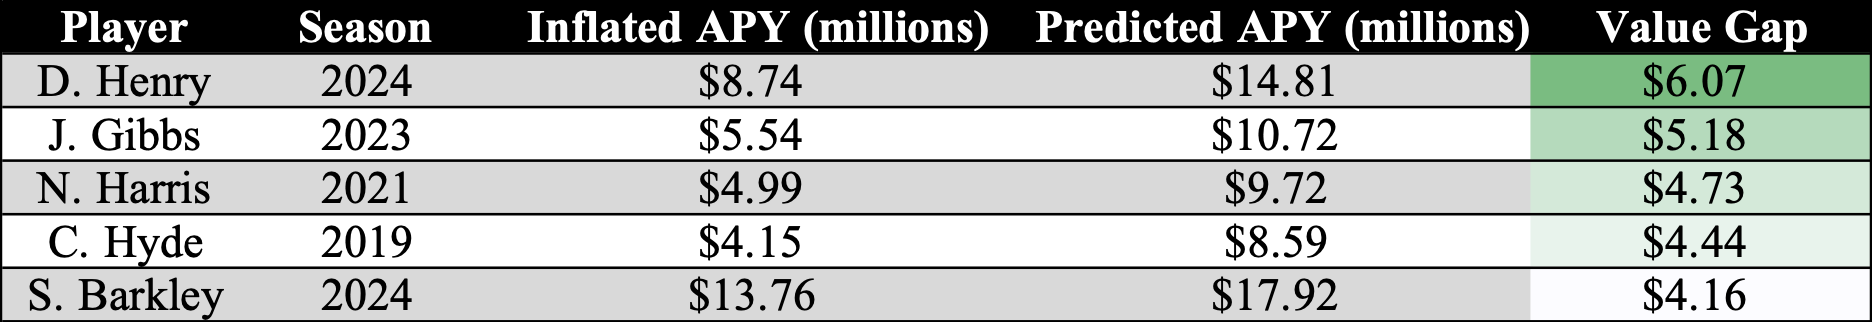 Player Season Inflated APY (millions) Predicted APY (millions) Value Gap
D. Henry 2024 $8.74 $14.81 $6.07
J. Gibbs 2023 $5.54 $10.72 $5.18
N. Harris 2021 $4.99 $9.72 $4.73
C. Hyde 2019 $4.15 $8.59 $4.44
S. Barkley 2024 $13.76 $17.92 $4.16